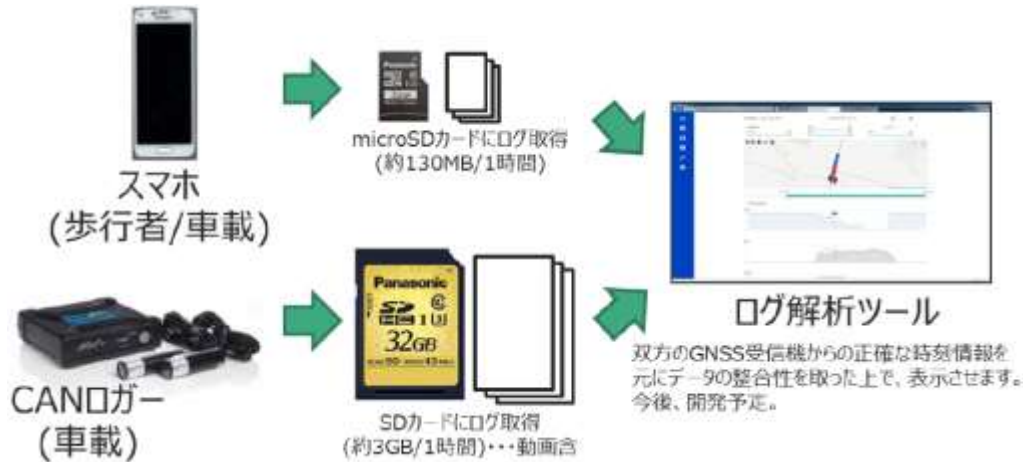 スマホ
(歩行者/車載)
Panasonic
microSDカードにログ取得
(約130MB/1時間)
CANロガー
(車載)
Panasonic
32GB
SDカードにログ取得
(約3GB/1時間)・・・動画含
ログ解析ツール
双方のGNSS受信機からの正確な時刻情報を
元にデータの整合性を取った上で、表示させます。
今後、開発予定。